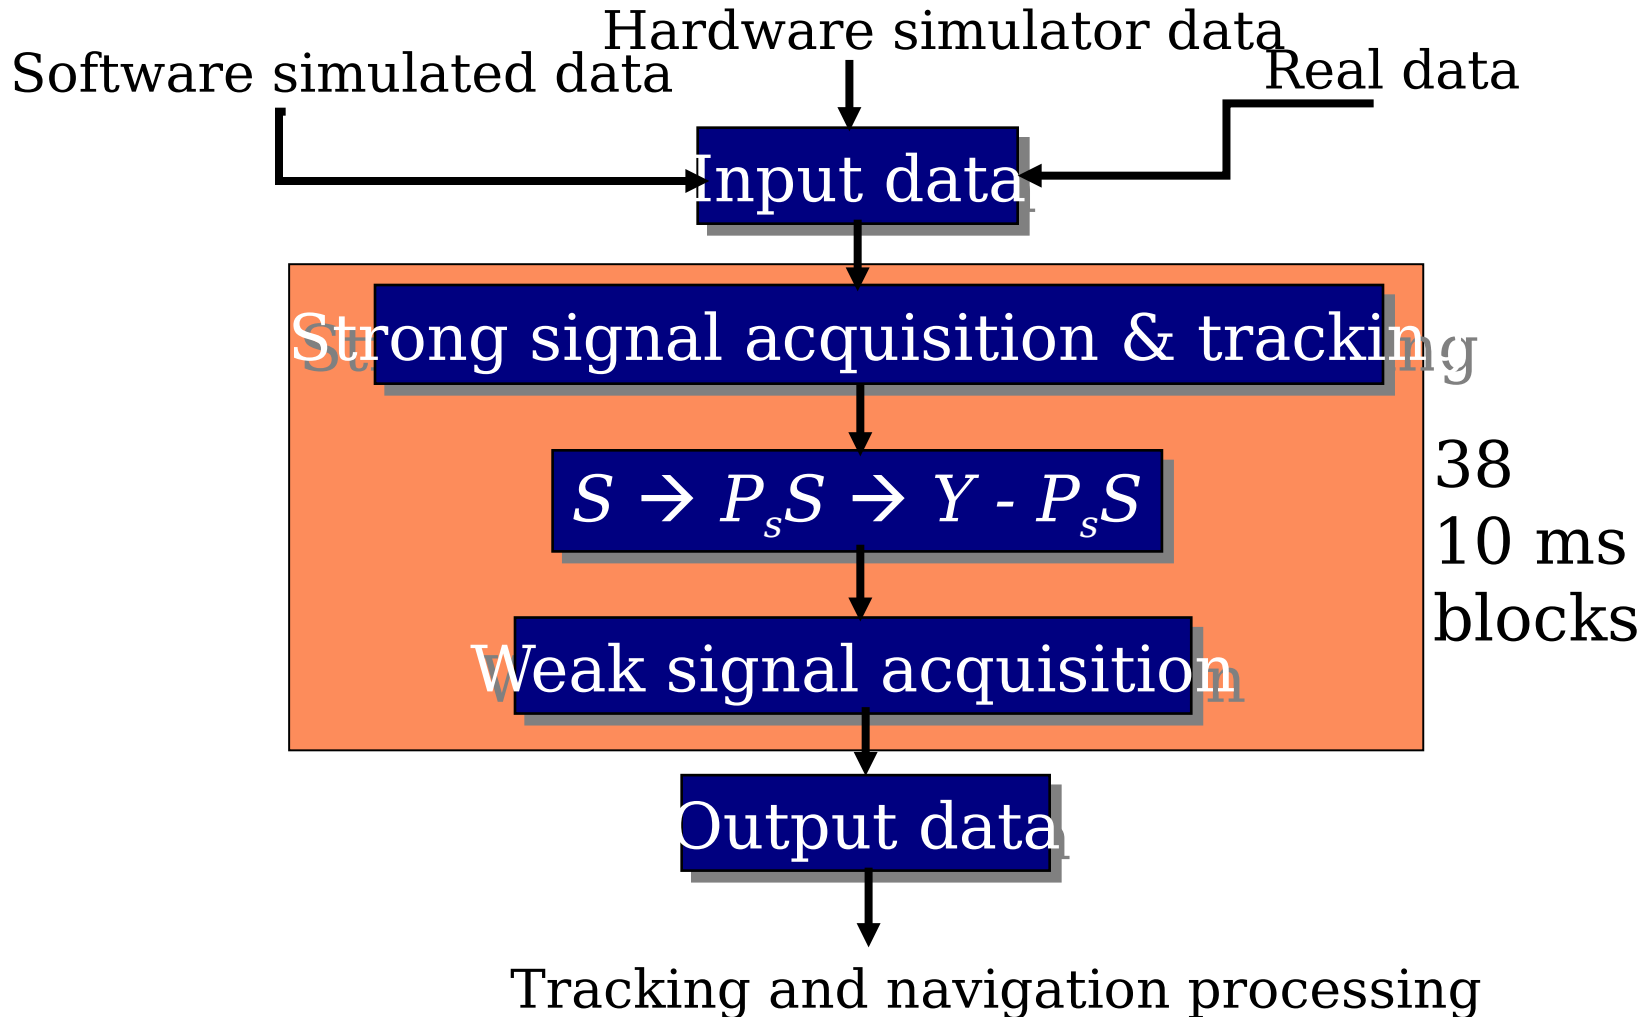 Hardware simulator data
Software simulated data
Real data
Input data
Strong signal acquisition & tracking
S → PsS → Y - PsS
38
10 ms
blocks
Weak signal acquisition
Output data
Tracking and navigation processing